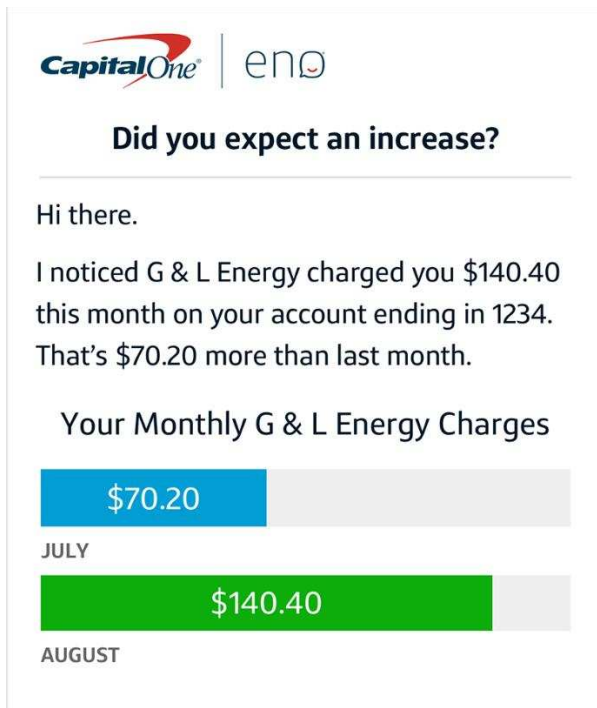 CapitalOne® eno
Did you expect an increase?
Hi there.
I noticed G & L Energy charged you $140.40
this month on your account ending in 1234.
That's $70.20 more than last month.
Your Monthly G & L Energy Charges
$70.20
JULY
$140.40
AUGUST